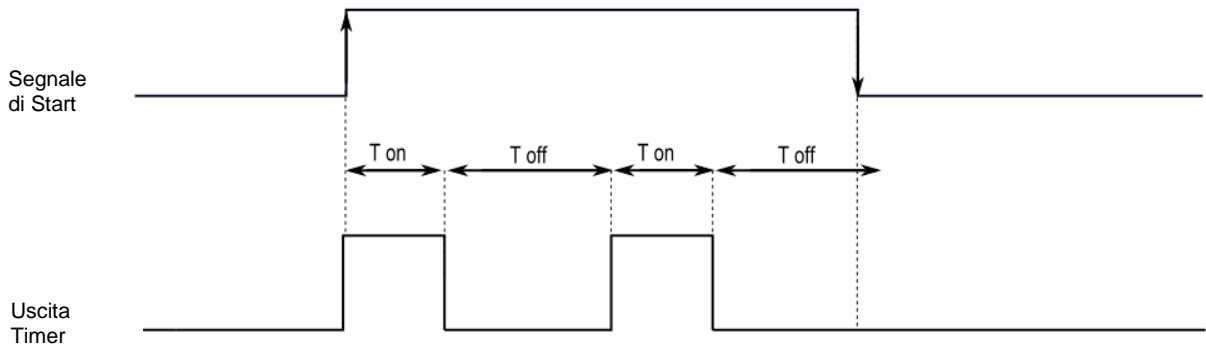 Segnale
di Start
T on
T off
T on
T off
Uscita
Timer